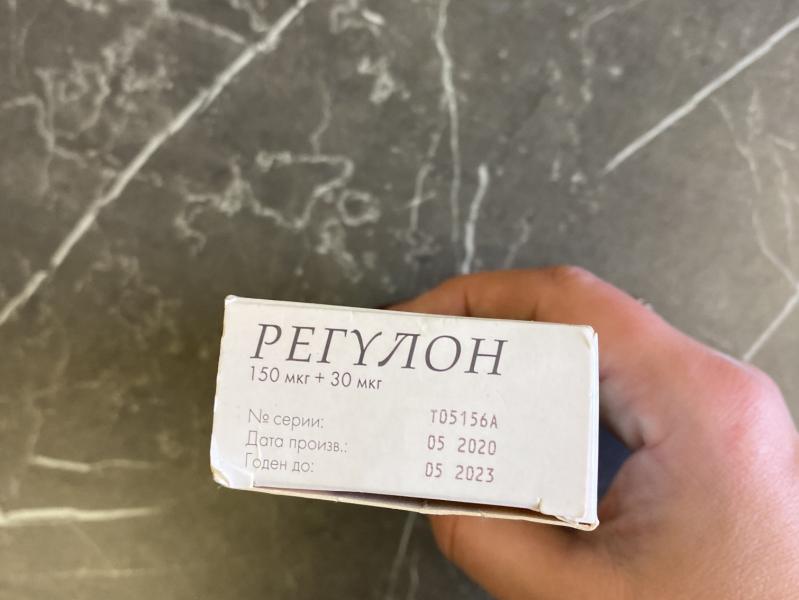 РЕГУЛОН
150 мкг + 30 мкг
№ серии: T05156A
Дата произв.: 05 2020
Годен до: 05 2023